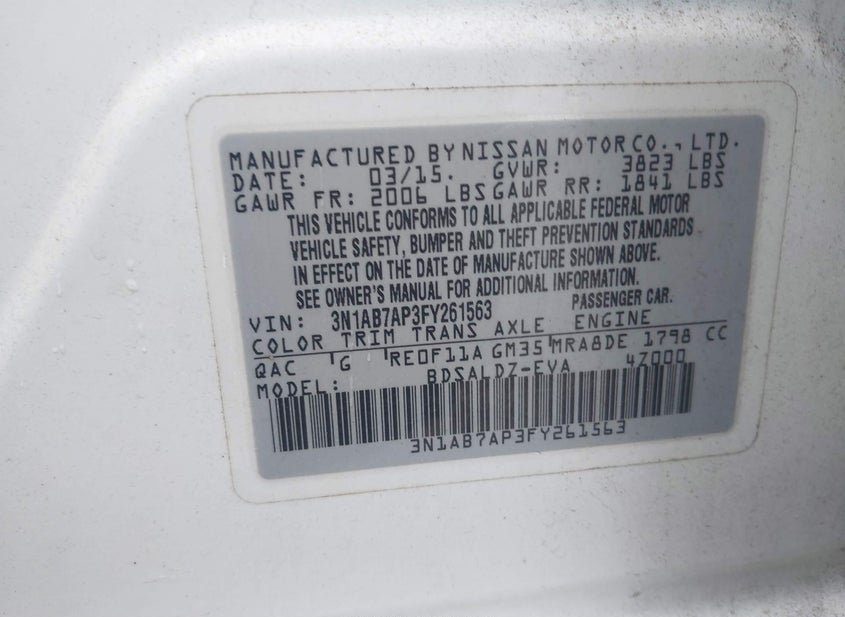 MANUFACTURED BY NISSAN MOTOR CO., LTD.
DATE: 03/15. GVWR: 3823 LBS
GAWR FR: 2006 LBS GAWR RR: 1841 LBS
THIS VEHICLE CONFORMS TO ALL APPLICABLE FEDERAL MOTOR
VEHICLE SAFETY, BUMPER AND THEFT PREVENTION STANDARDS
IN EFFECT ON THE DATE OF MANUFACTURE SHOWN ABOVE.
SEE OWNER'S MANUAL FOR ADDITIONAL INFORMATION.
VIN: 3N1AB7AP3FY261563 PASSENGER CAR.
COLOR TRIM TRANS AXLE ENGINE
QAC G RE0F11A GM35 MRA8DE 1798 CC
MODEL: BDSALDZ-EVA 4Z000
3N1AB7AP3FY261563